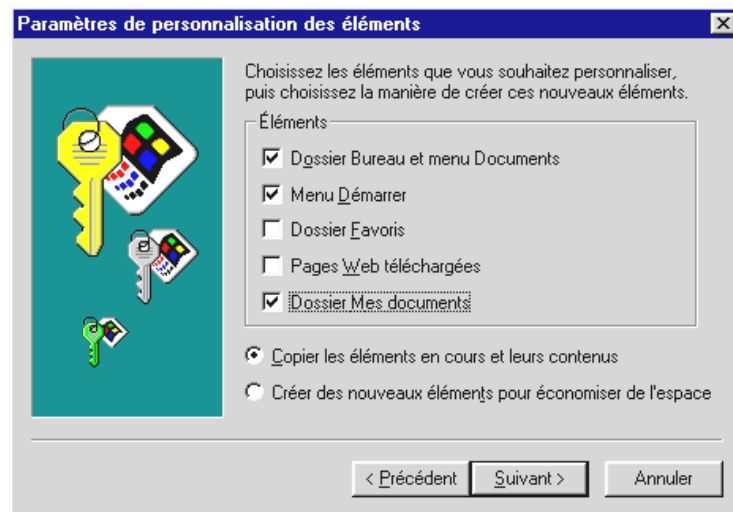 Paramètres de personnalisation des éléments
Choisissez les éléments que vous souhaitez personnaliser,
puis choisissez la manière de créer ces nouveaux éléments.
Éléments
Dossier Bureau et menu Documents
Menu Démarrer
Dossier Favoris
Pages Web téléchargées
Dossier Mes documents
Copier les éléments en cours et leurs contenus
Créer des nouveaux éléments pour économiser de l'espace
< Précédent
Suivant >
Annuler